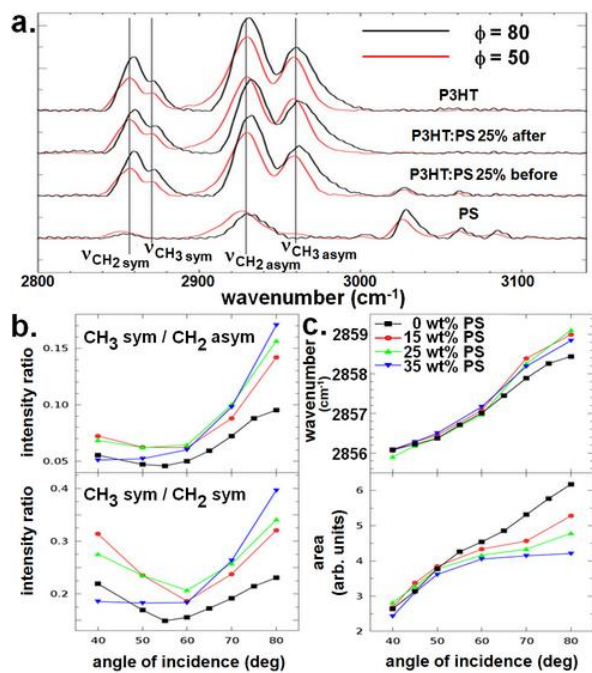 a.
ϕ = 80
ϕ = 50
P3HT
P3HT:PS 25% after
P3HT:PS 25% before
PS
νCH2 sym
νCH3 sym
νCH2 asym
νCH3 asym
2800 2900 3000 3100
wavenumber (cm-1)
b.
CH3 sym / CH2 asym
0.15
0.10
0.05
intensity ratio
CH3 sym / CH2 sym
0.4
0.3
0.2
intensity ratio
40 50 60 70 80
angle of incidence (deg)
c.
0 wt% PS
15 wt% PS
25 wt% PS
35 wt% PS
2859
2858
2857
2856
wavenumber
(cm-1)
6
5
4
3
2
area
(arb. units)
40 50 60 70 80
angle of incidence (deg)